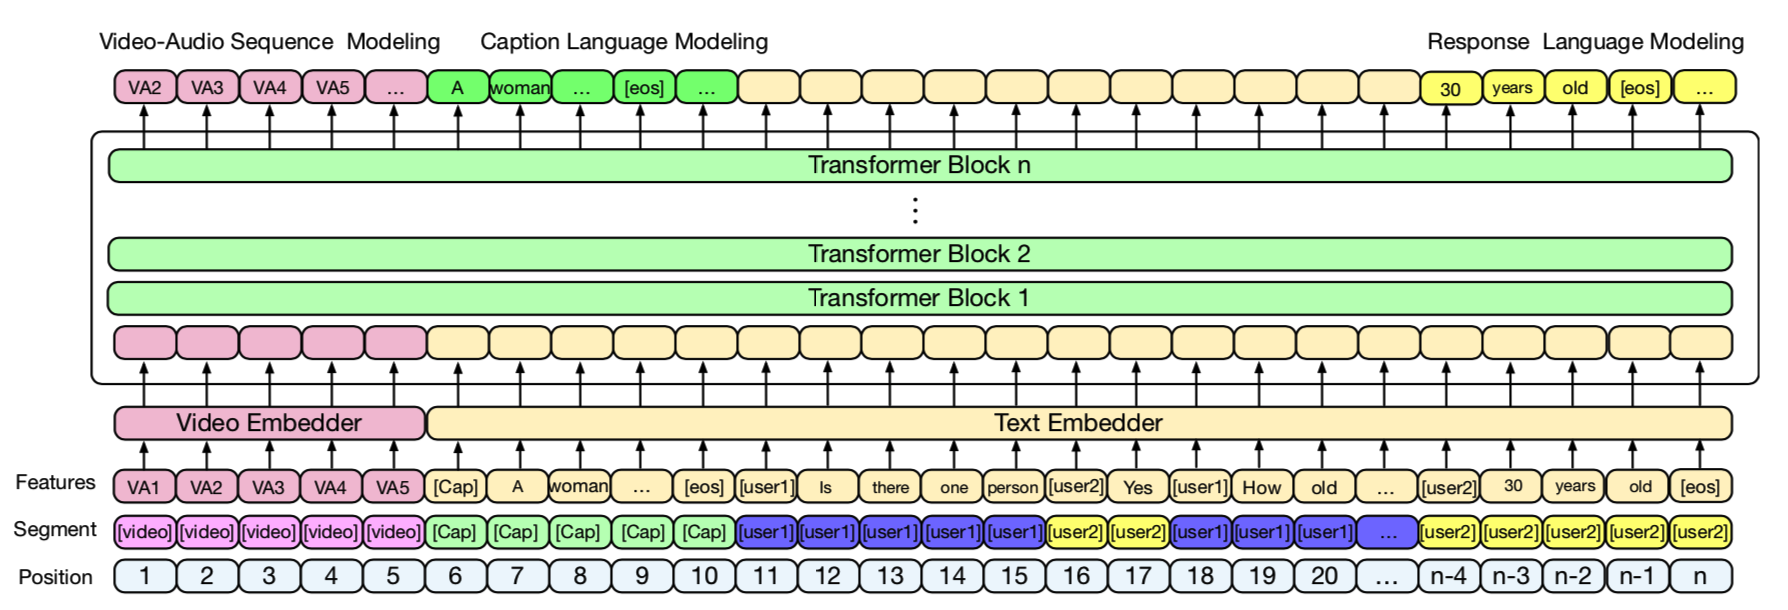 Video-Audio Sequence Modeling Caption Language Modeling Response Language Modeling
VA2 VA3 VA4 VA5 ... A woman ... [eos] ... 30 years old [eos] ...
Transformer Block n
⋮
Transformer Block 2
Transformer Block 1
Video Embedder Text Embedder
Features VA1 VA2 VA3 VA4 VA5 [Cap] A woman ... [eos] [user1] Is there one person [user2] Yes [user1] How old ... [user2] 30 years old [eos]
Segment [video] [video] [video] [video] [video] [Cap] [Cap] [Cap] [Cap] [Cap] [user1] [user1] [user1] [user1] [user1] [user2] [user2] [user1] [user1] [user1] ... [user2] [user2] [user2] [user2] [user2]
Position 1 2 3 4 5 6 7 8 9 10 11 12 13 14 15 16 17 18 19 20 ... n-4 n-3 n-2 n-1 n